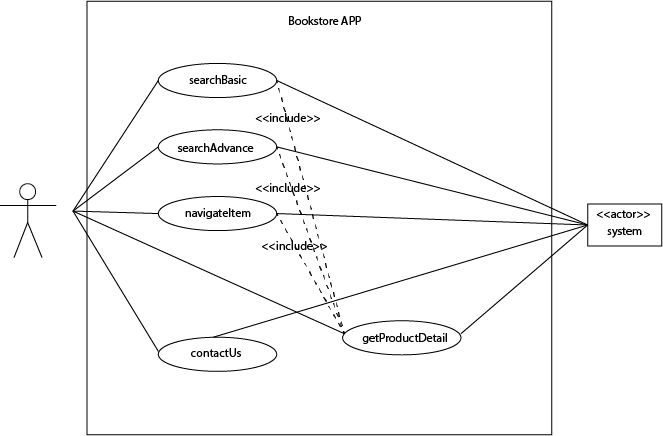 Bookstore APP
searchBasic
<<include>>
searchAdvance
<<include>>
navigateItem
<<actor>>
system
<<include>>
getProductDetail
contactUs